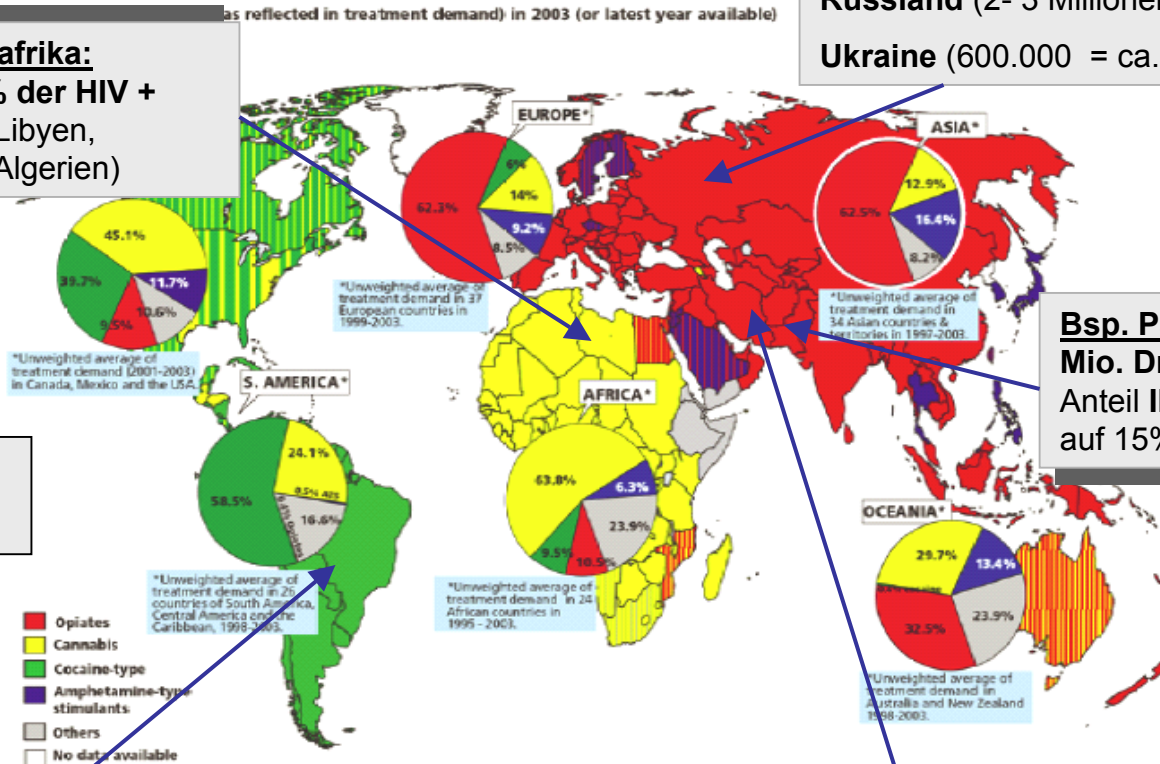 as reflected in treatment demand) in 2003 (or latest year available)
Russland (2- 3 Millionen
Ukraine (600.000 = ca.
afrika:
% der HIV +
Libyen,
Algerien)
EUROPE*
6%
14%
62.3%
9.2%
8.5%
*Unweighted average of
treatment demand in 37
European countries in
1999-2003.
ASIA*
12.9%
62.5%
16.4%
8.2%
*Unweighted average of
treatment demand in
34 Asian countries &
territories in 1997-2003.
45.1%
39.7%
11.7%
10.6%
9.5%
*Unweighted average of
treatment demand (2001-2003)
in Canada, Mexico and the USA.
Bsp. P
Mio. Dr
Anteil
auf 15%
S. AMERICA*
24.1%
58.5%
0.5% ATS
16.6%
Opiates
*Unweighted average of
treatment demand in 26
countries of South America,
Central America and the
Caribbean, 1998-2003.
AFRICA*
63.8%
6.3%
23.9%
9.5%
10.5%
*Unweighted average of
treatment demand in 24
African countries in
1995 - 2003.
OCEANIA*
29.7%
13.4%
23.9%
32.5%
*Unweighted average of
treatment demand in
Australia and New Zealand
1998-2003.
Opiates
Cannabis
Cocaine-type
Amphetamine-type
stimulants
Others
No data available